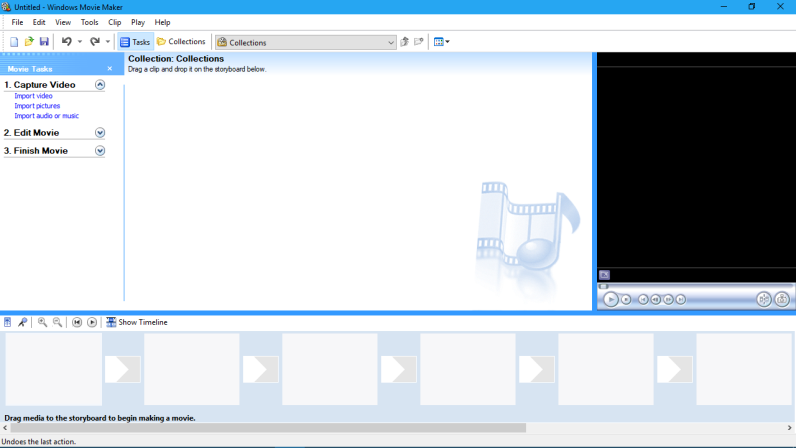 Untitled - Windows Movie Maker
File Edit View Tools Clip Play Help
Tasks Collections Collections
Movie Tasks
1. Capture Video
Import video
Import pictures
Import audio or music
2. Edit Movie
3. Finish Movie
Collection: Collections
Drag a clip and drop it on the storyboard below.
Show Timeline
Drag media to the storyboard to begin making a movie.
Undoes the last action.